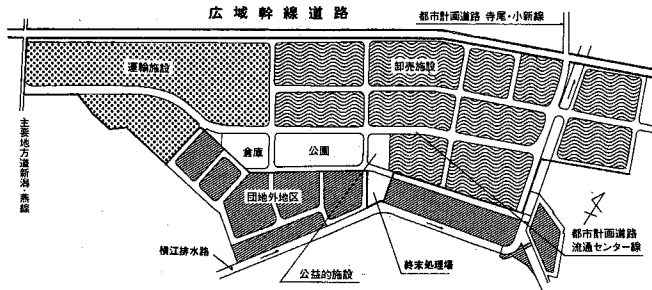 広域幹線道路
都市計画道路 寺尾・小新線
運輸施設
卸売施設
主要地方道新潟・燕線
倉庫
公園
団地外地区
都市計画道路
流通センター線
横江排水路
公益的施設
終末処理場